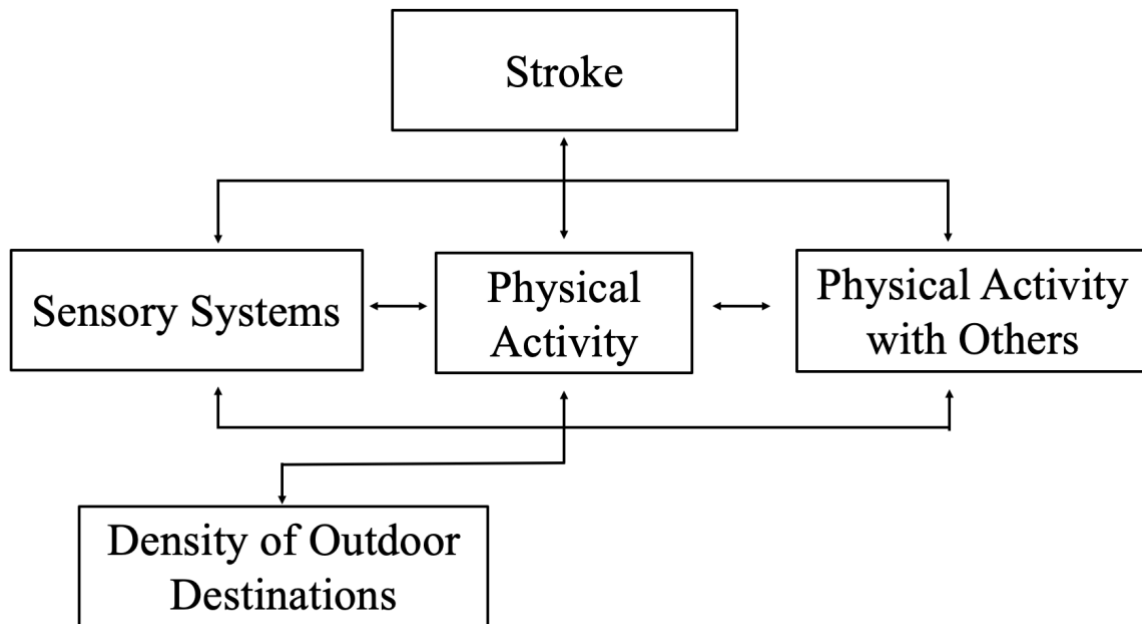 Stroke
Sensory Systems
Physical
Activity
Physical Activity
with Others
Density of Outdoor
Destinations